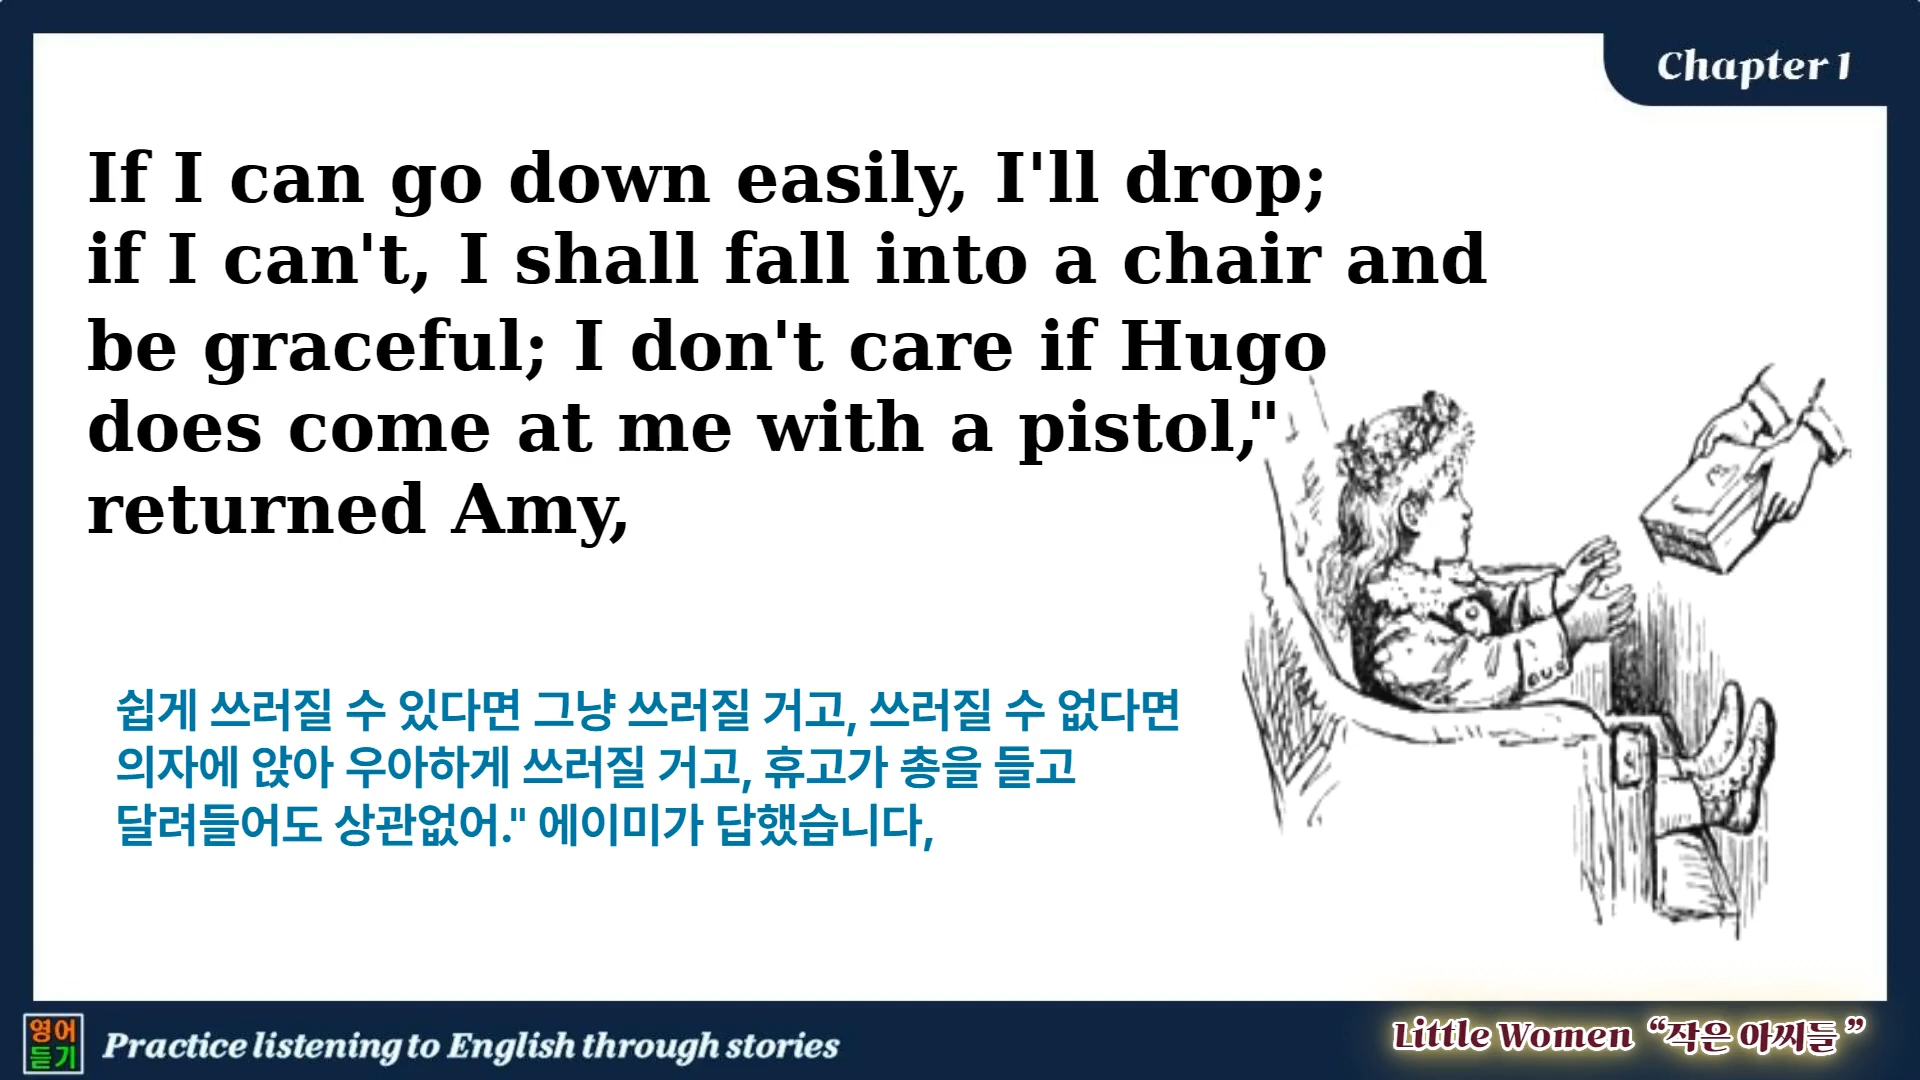 Chapter 1
If I can go down easily, I'll drop;
if I can't, I shall fall into a chair and
be graceful; I don't care if Hugo
does come at me with a pistol,"
returned Amy,
쉽게 쓰러질 수 있다면 그냥 쓰러질 거고, 쓰러질 수 없다면
의자에 앉아 우아하게 쓰러질 거고, 휴고가 총을 들고
달려들어도 상관없어." 에이미가 답했습니다,
영어
듣기
Practice listening to English through stories
Little Women “작은 아씨들”